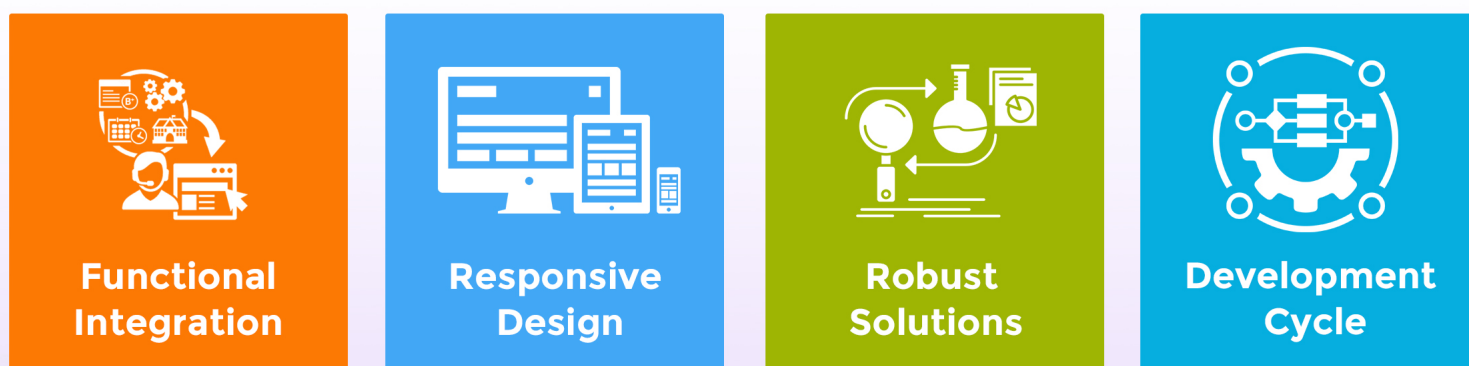 Functional
Integration
Responsive
Design
Robust
Solutions
Development
Cycle